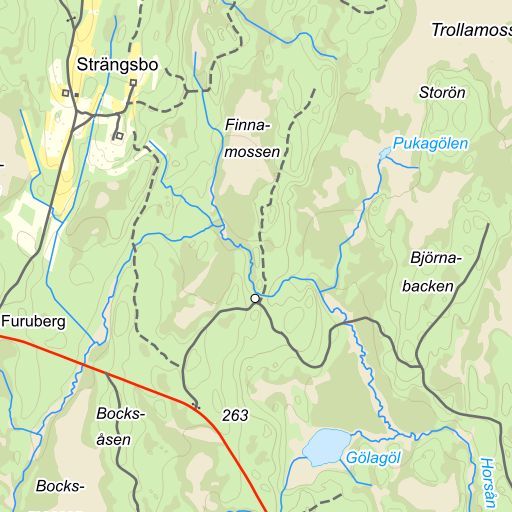 Trollamoss
Strängsbo
Storön
Finna-
mossen
Pukagölen
Björna-
backen
Furuberg
Bocks-
åsen
263
Gölagöl
Horsån
Bocks-